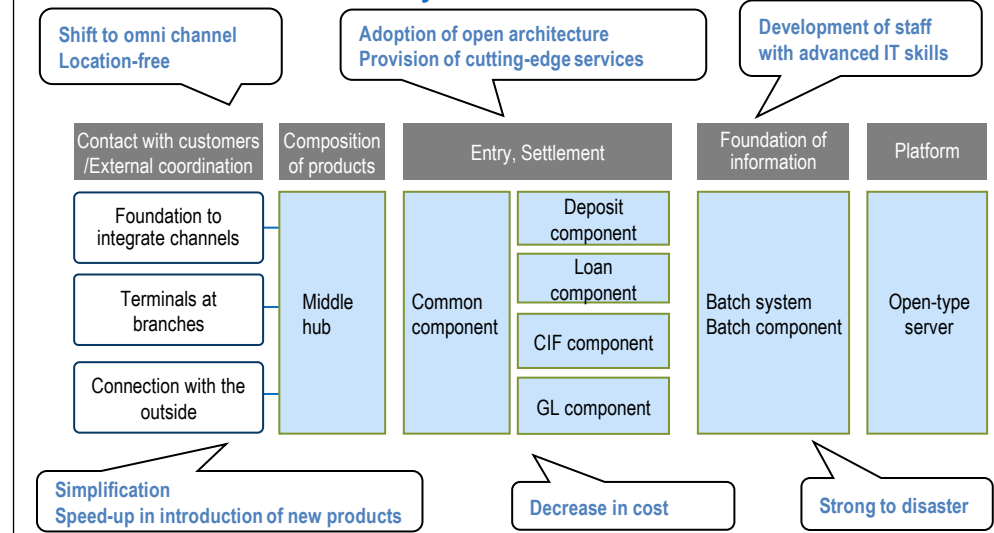 Shift to omni channel
Location-free
Adoption of open architecture
Provision of cutting-edge services
Development of staff
with advanced IT skills
Contact with customers
/External coordination
Composition
of products
Entry, Settlement
Foundation of
information
Platform
Foundation to
integrate channels
Terminals at
branches
Connection with the
outside
Middle
hub
Common
component
Deposit
component
Loan
component
CIF component
GL component
Batch system
Batch component
Open-type
server
Simplification
Speed-up in introduction of new products
Decrease in cost
Strong to disaster